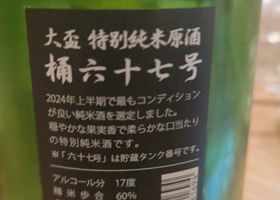 大盃 特別純米原酒
桶六十七号
2024年上半期で最もコンディション
が良い純米酒を選定しました。
穏やかな果実香で柔らかな口当たり
の特別純米酒です。
※「六十七号」は貯蔵タンク番号です。
アルコール分 17度
精米歩合 60%